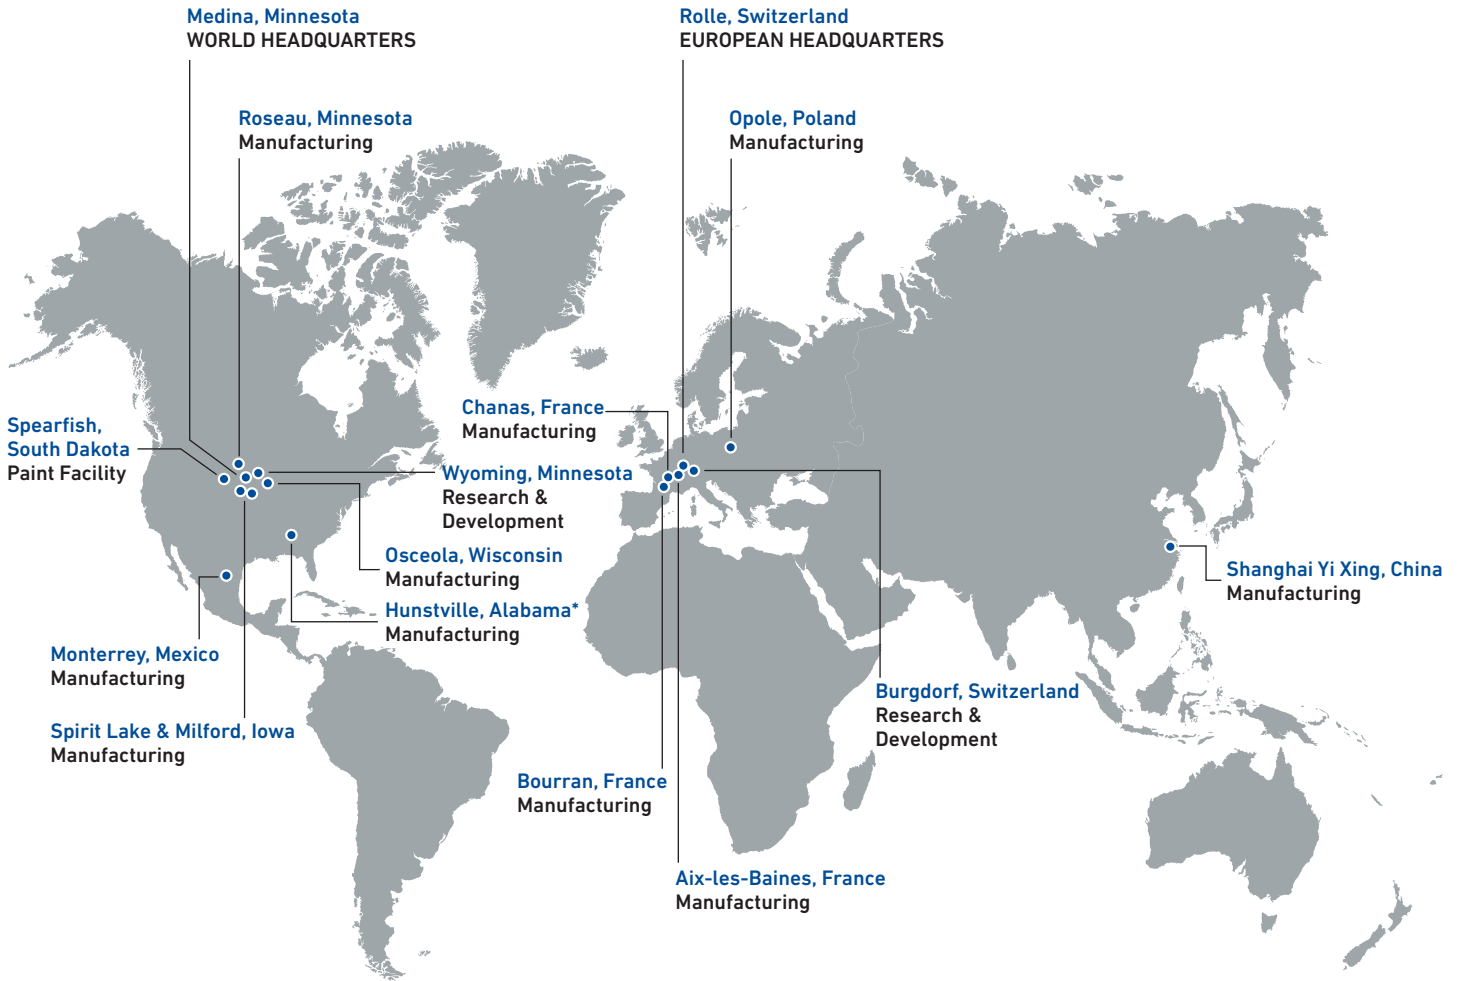 Medina, Minnesota
WORLD HEADQUARTERS
Rolle, Switzerland
EUROPEAN HEADQUARTERS
Roseau, Minnesota
Manufacturing
Opole, Poland
Manufacturing
Chanas, France
Manufacturing
Spearfish,
South Dakota
Paint Facility
Wyoming, Minnesota
Research &
Development
Osceola, Wisconsin
Manufacturing
Hunstville, Alabama*
Manufacturing
Shanghai Yi Xing, China
Manufacturing
Monterrey, Mexico
Manufacturing
Spirit Lake & Milford, Iowa
Manufacturing
Burgdorf, Switzerland
Research &
Development
Bourran, France
Manufacturing
Aix-les-Baines, France
Manufacturing